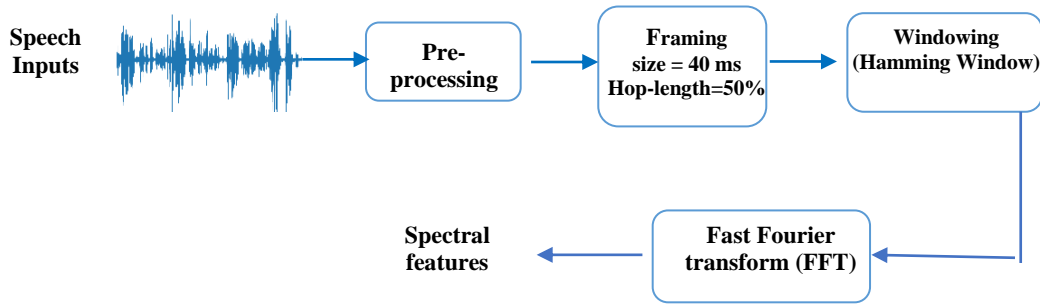 Speech
Inputs
Pre-
processing
Framing
size = 40 ms
Hop-length=50%
Windowing
(Hamming Window)
Spectral
features
Fast Fourier
transform (FFT)